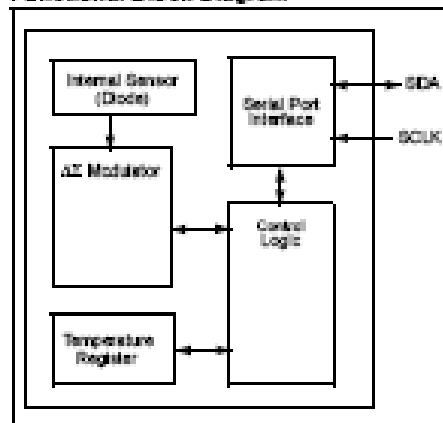 Functional Block Diagram
Internal Sensor
(Diode)
Serial Port
Interface
SDA
SCLK
ΔΣ Modulator
Control
Logic
Temperature
Register